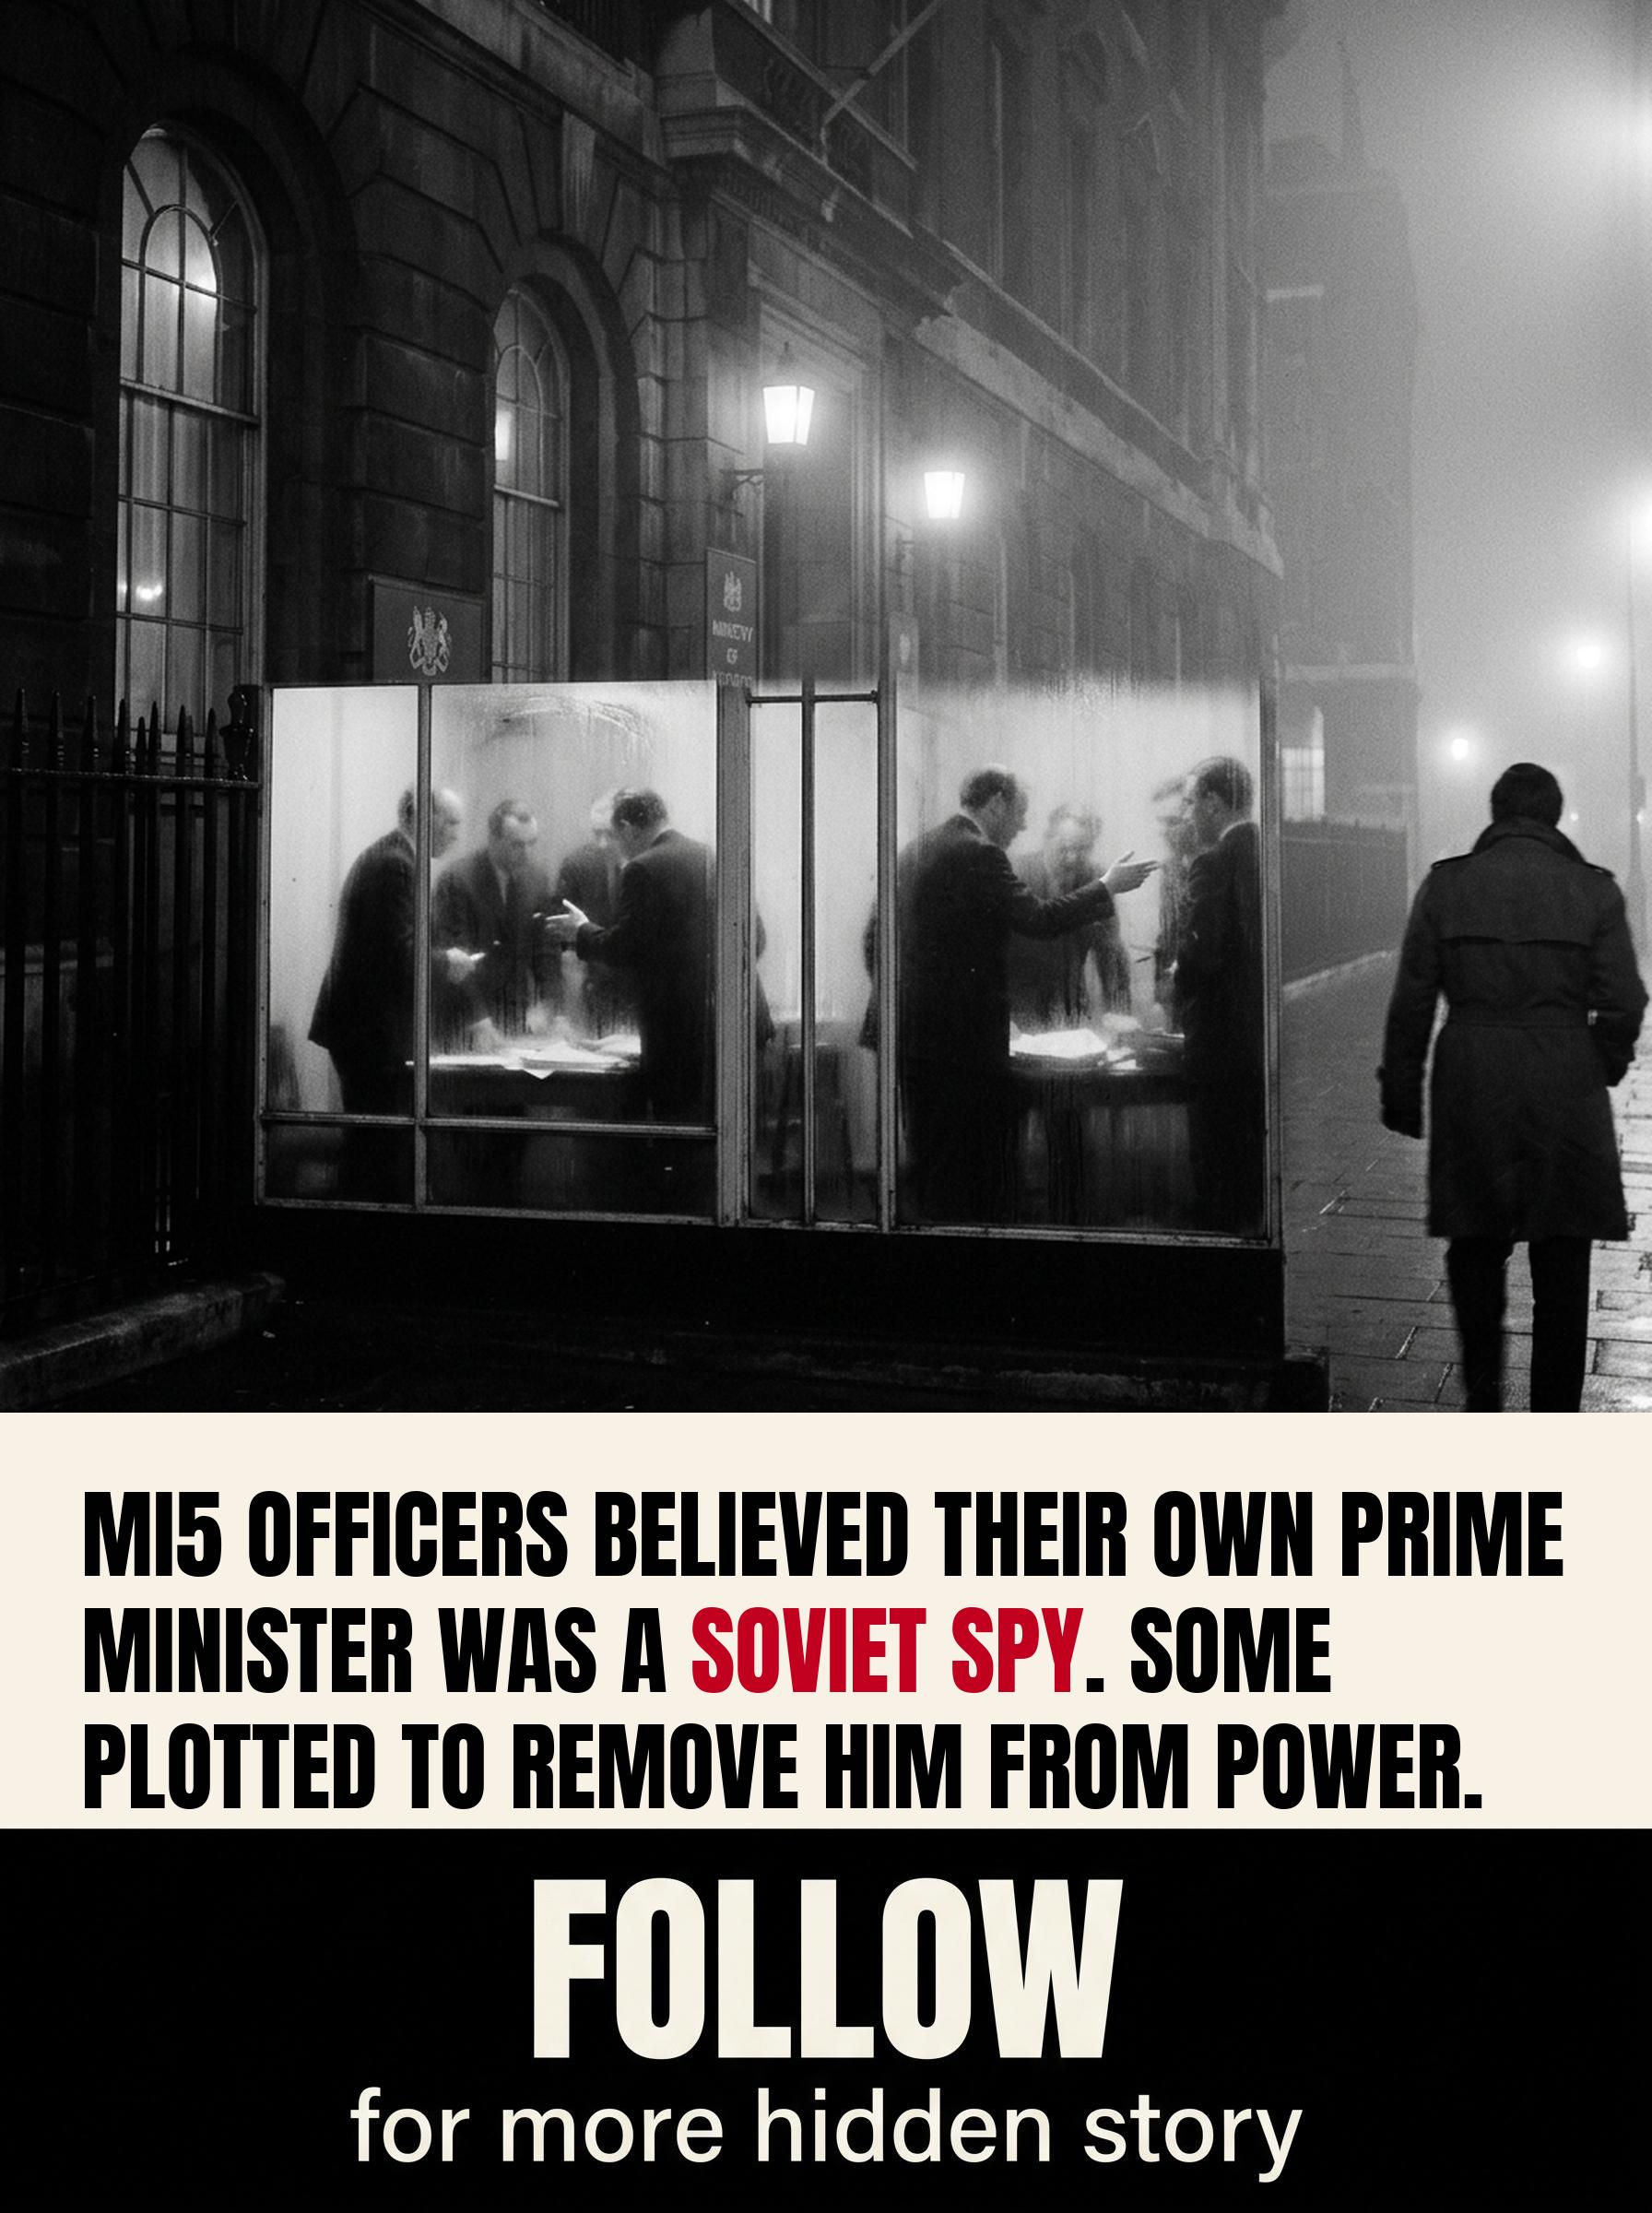 MI5 OFFICERS BELIEVED THEIR OWN PRIME
MINISTER WAS A SOVIET SPY. SOME
PLOTTED TO REMOVE HIM FROM POWER.
FOLLOW
for more hidden story